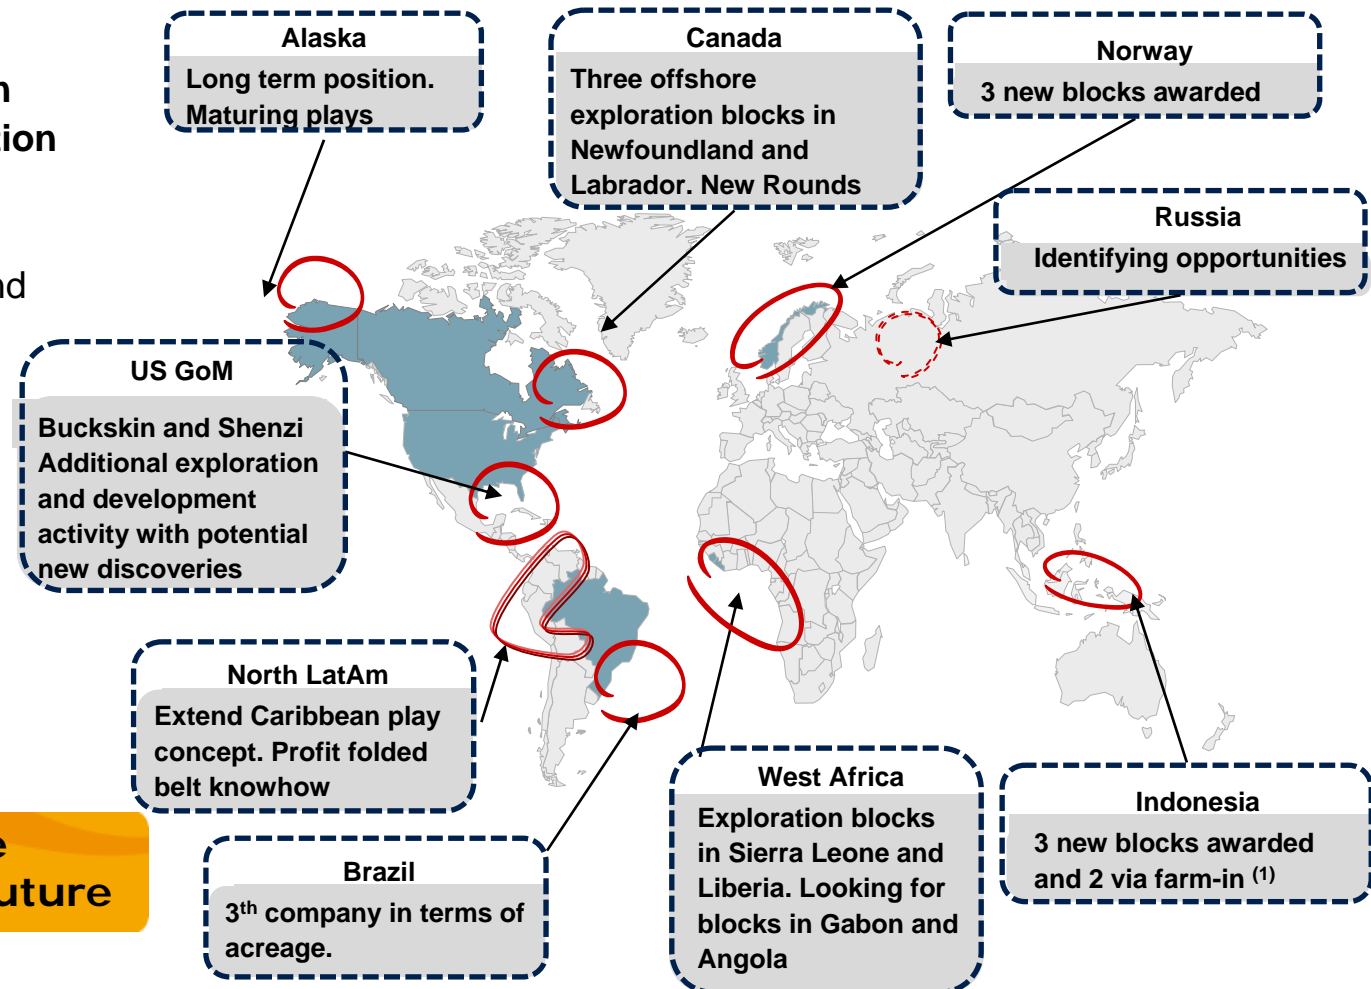 Alaska
Long term position.
Maturing plays
Canada
Three offshore
exploration blocks in
Newfoundland and
Labrador. New Rounds
Norway
3 new blocks awarded
Russia
Identifying opportunities
n
tion
nd
US GoM
Buckskin and Shenzi
Additional exploration
and development
activity with potential
new discoveries
North LatAm
Extend Caribbean play
concept. Profit folded
belt knowhow
Brazil
3th company in terms of
acreage.
West Africa
Exploration blocks
in Sierra Leone and
Liberia. Looking for
blocks in Gabon and
Angola
Indonesia
3 new blocks awarded
and 2 via farm-in (1)
e
uture